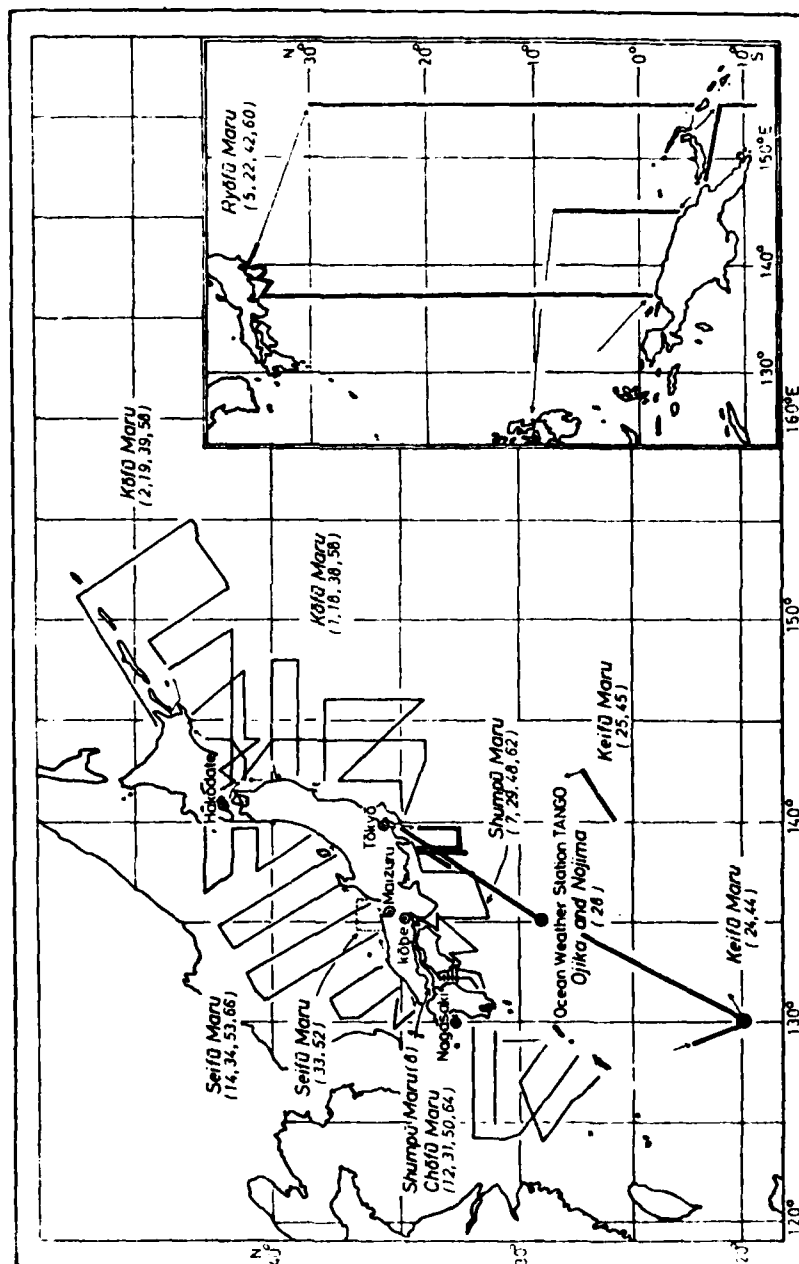 Ryōfū Maru
( 5, 22, 42, 60 )
N
30°
20°
10°
0°
10°
S
130°
140°
150°
160°E
Kōfū Maru
( 2, 19, 39, 58 )
Kōfū Maru
( 1, 18, 38, 58 )
Hakodate
Seifū Maru
( 14, 34, 53, 66 )
Seifū Maru
( 33, 52 )
Maizuru
Tōkyō
Kōbe
Nagasaki
Shumpū Maru (8)
Chōfū Maru
( 12, 31, 50, 64 )
Shumpū Maru
( 7, 29, 48, 62 )
Ocean Weather Station TANGO
Ojika and Nojima
( 28 )
Keifū Maru
( 25, 45 )
Keifū Maru
( 24, 44 )
N
120°
130°
140°
150°
150°E